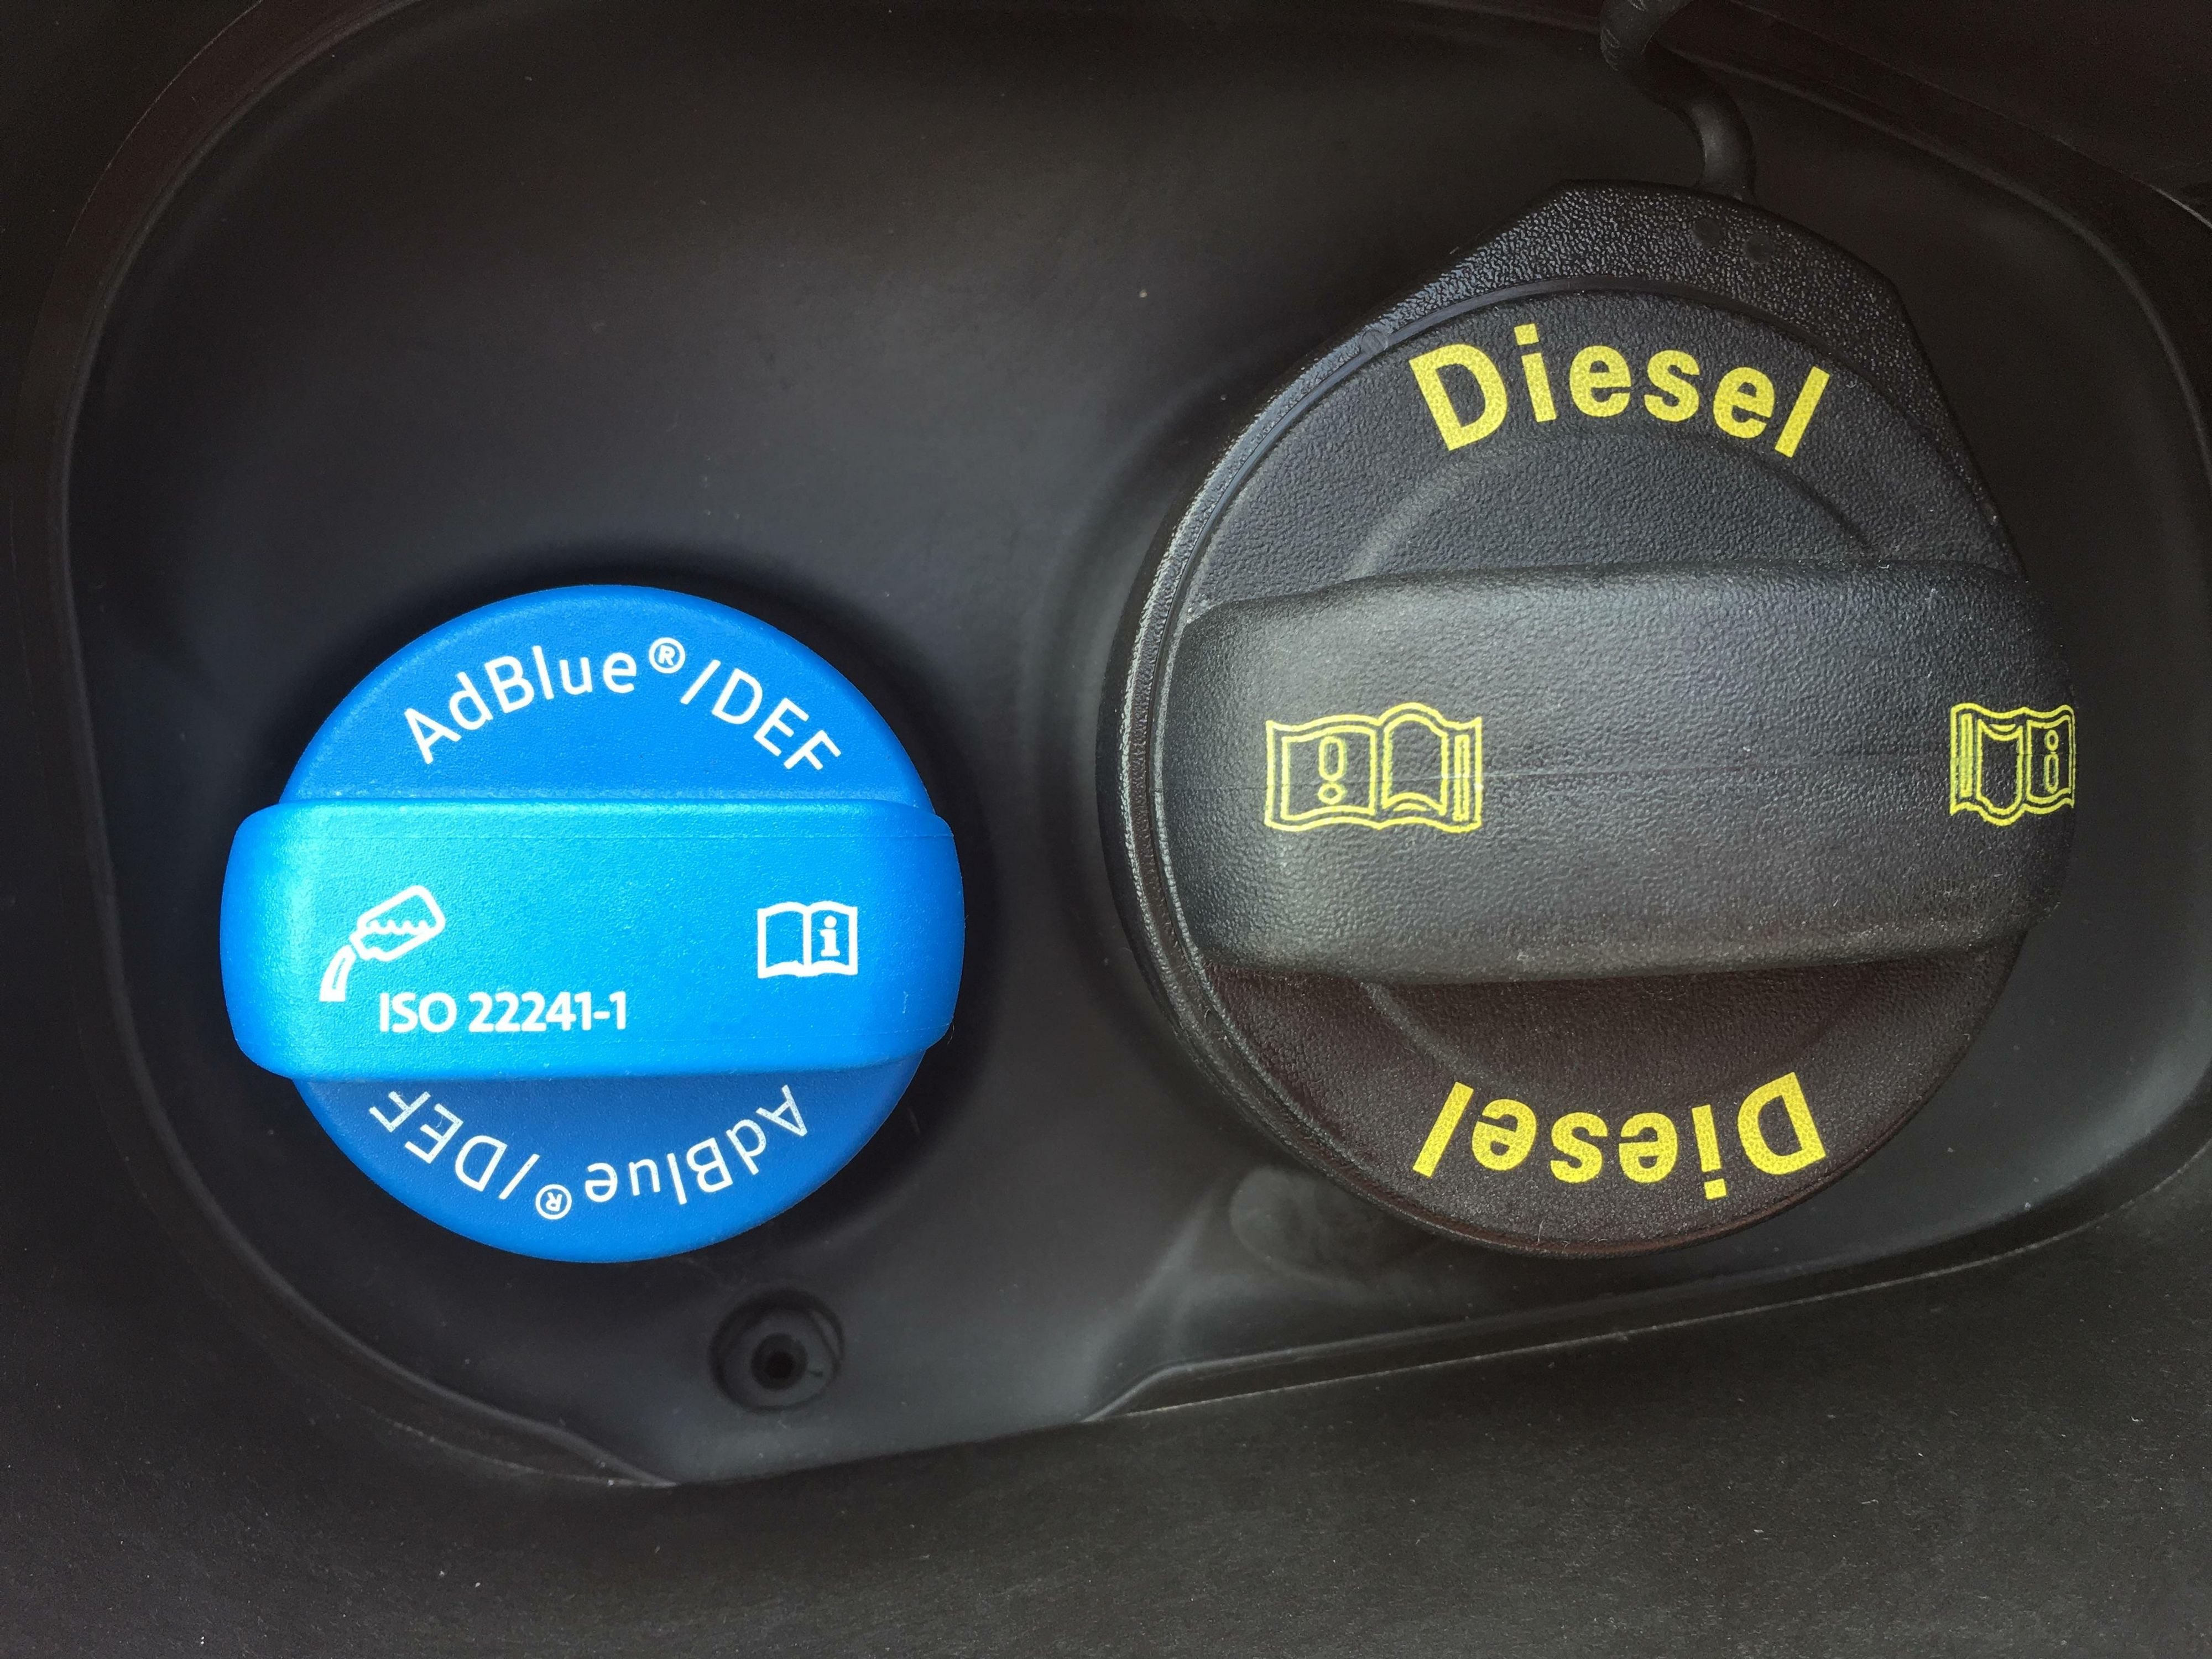 AdBlue®/DEF
ISO 22241-1
AdBlue®/DEF
Diesel
Diesel